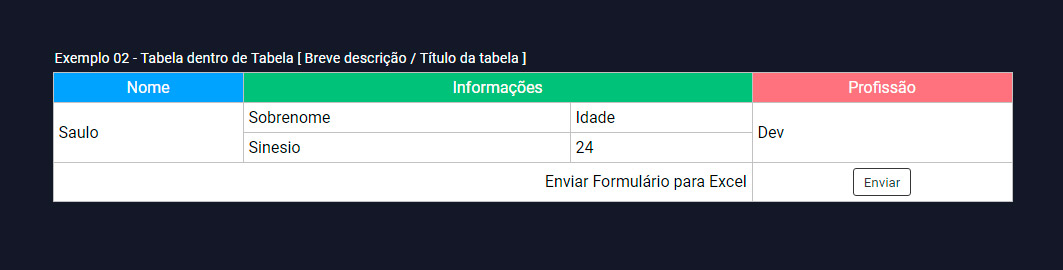 Exemplo 02 - Tabela dentro de Tabela [ Breve descrição / Título da tabela ]
Nome Informações Profissão
Saulo Sobrenome Idade Dev
Sinesio 24
Enviar Formulário para Excel Enviar